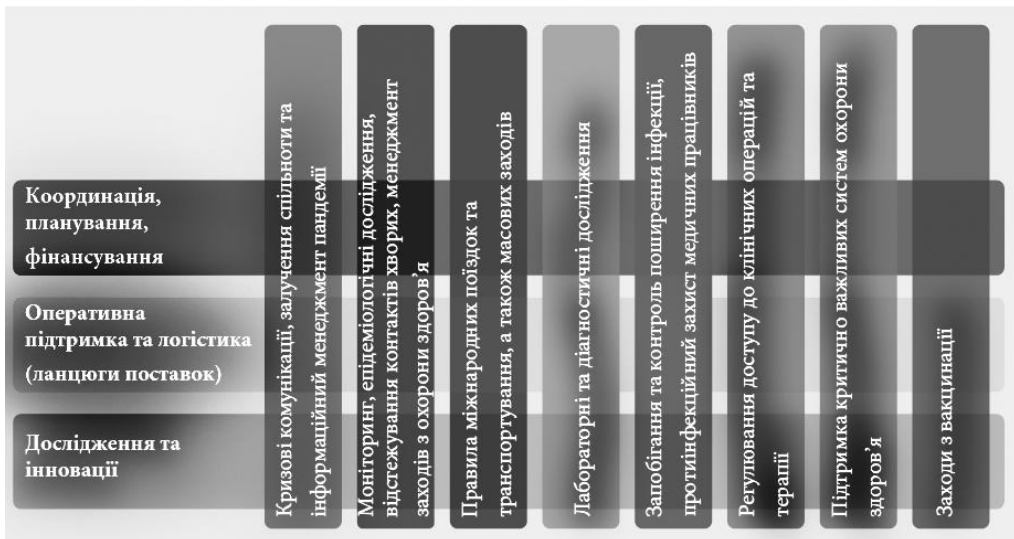 Координація,
планування,
фінансування
Оперативна
підтримка та логістика
(ланцюги поставок)
Дослідження та
інновації
Кризові комунікації, залучення спільноти та
інформаційний менеджмент пандемії
Моніторинг, епідеміологічні дослідження,
відстежування контактів хворих, менеджмент
заходів з охорони здоров’я
Правила міжнародних поїздок та
транспортування, а також масових заходів
Лабораторні та діагностичні дослідження
Запобігання та контроль поширення інфекції,
протиінфекційний захист медичних працівників
Регулювання доступу до клінічних операцій та
терапії
Підтримка критично важливих систем охорони
здоров’я
Заходи з вакцинації